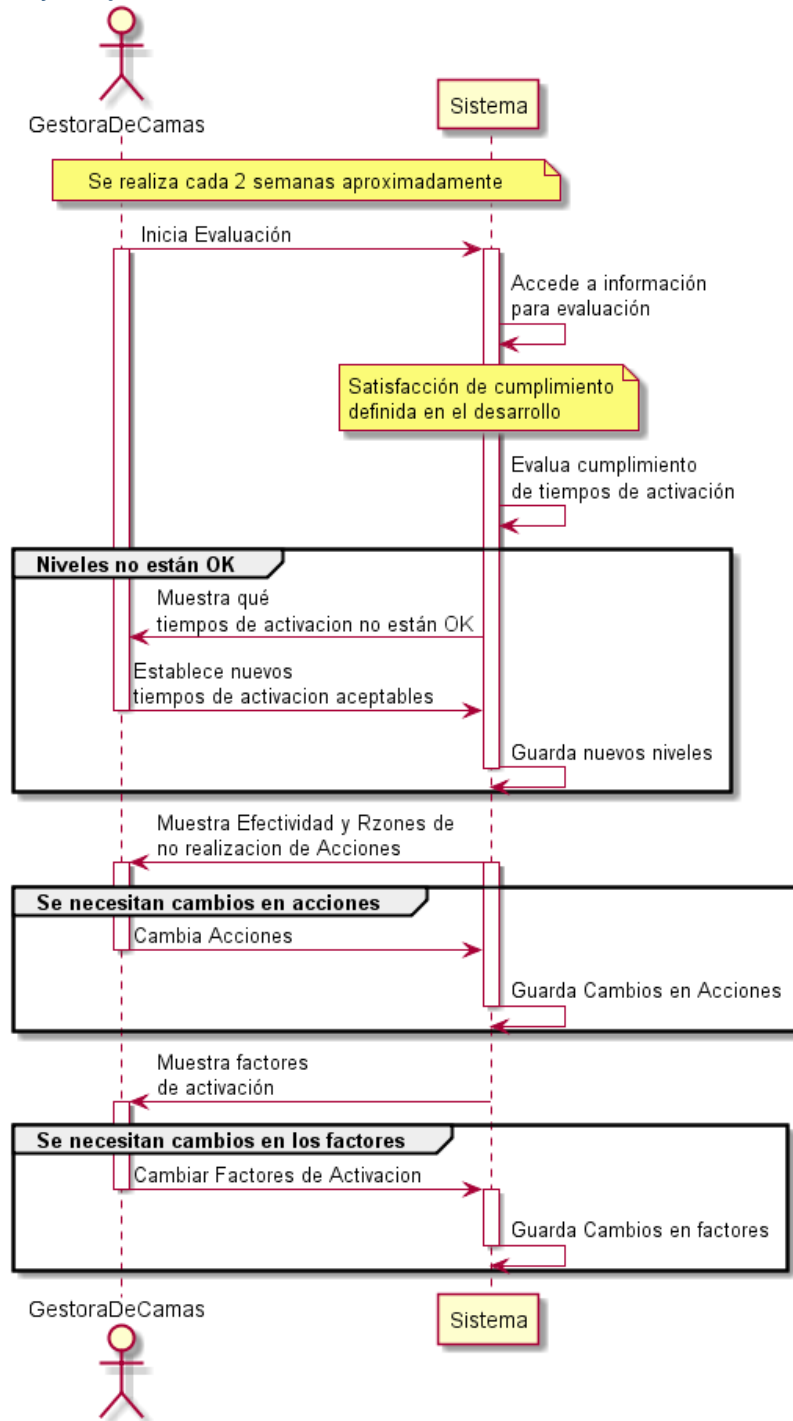 GestoraDeCamas
Sistema
Se realiza cada 2 semanas aproximadamente
Inicia Evaluación
Accede a información
para evaluación
Satisfacción de cumplimiento
definida en el desarrollo
Evalua cumplimiento
de tiempos de activación
Niveles no están OK
Muestra qué
tiempos de activacion no están OK
Establece nuevos
tiempos de activacion aceptables
Guarda nuevos niveles
Muestra Efectividad y Rzones de
no realizacion de Acciones
Se necesitan cambios en acciones
Cambia Acciones
Guarda Cambios en Acciones
Muestra factores
de activación
Se necesitan cambios en los factores
Cambiar Factores de Activacion
Guarda Cambios en factores
GestoraDeCamas
Sistema